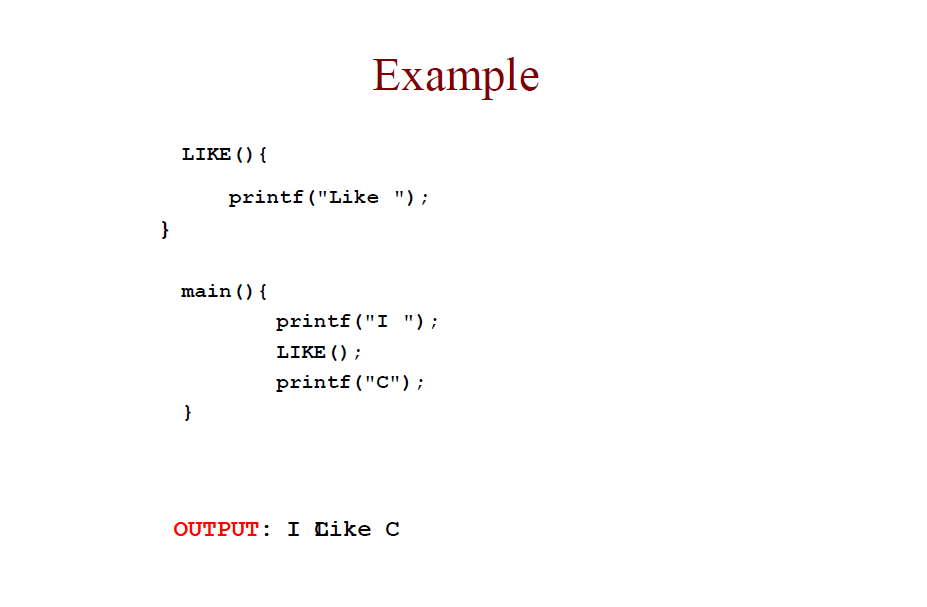 Example
LIKE(){
printf("Like ");
}
main(){
printf("I ");
LIKE();
printf("C");
}
OUTPUT: I Like C